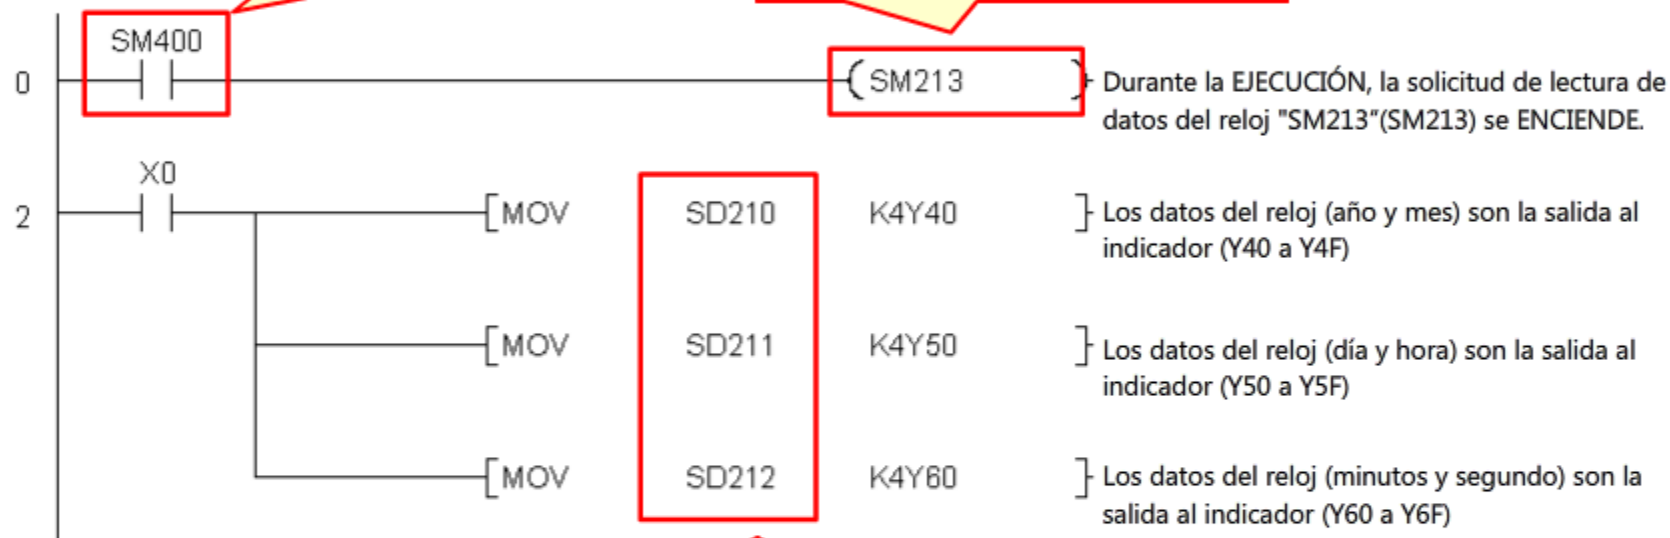 SM400
0 SM213 Durante la EJECUCIÓN, la solicitud de lectura de
datos del reloj "SM213"(SM213) se ENCIENDE.
X0
2 MOV SD210 K4Y40 Los datos del reloj (año y mes) son la salida al
indicador (Y40 a Y4F)
MOV SD211 K4Y50 Los datos del reloj (día y hora) son la salida al
indicador (Y50 a Y5F)
MOV SD212 K4Y60 Los datos del reloj (minutos y segundo) son la
salida al indicador (Y60 a Y6F)